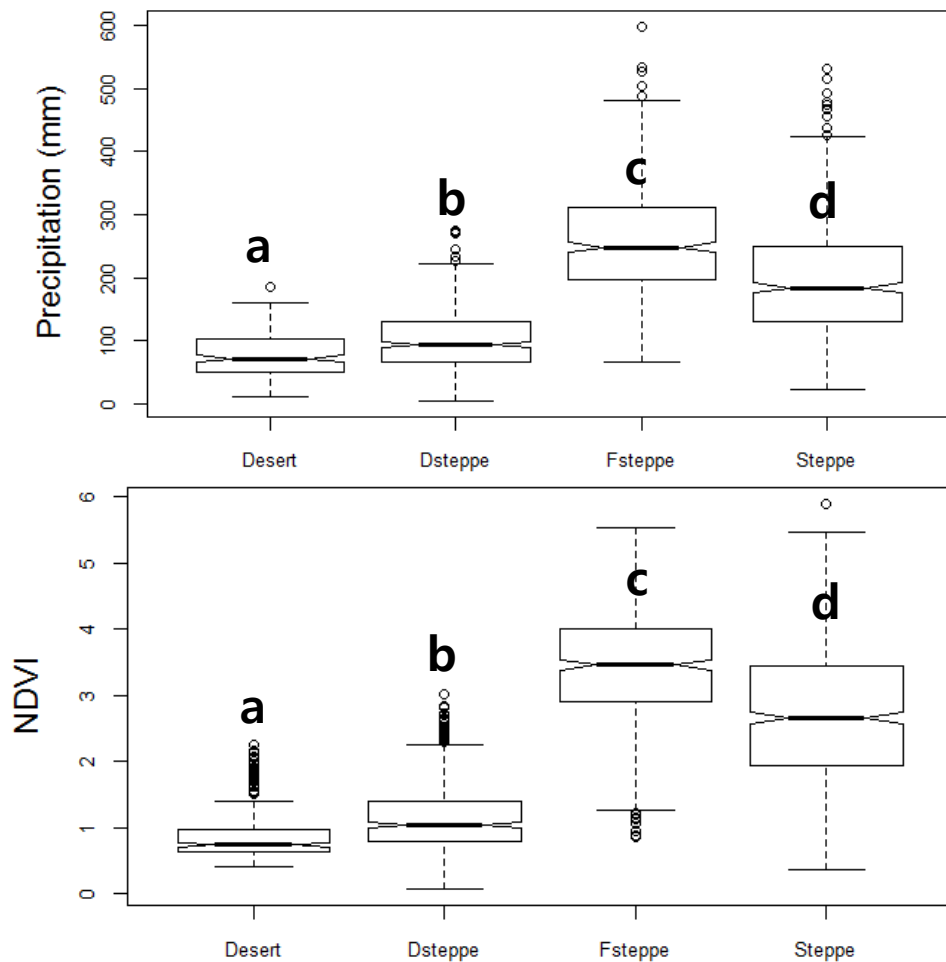 Precipitation (mm)
600
500
400
300
200
100
0
a
b
c
d
Desert Dsteppe Fsteppe Steppe
NDVI
6
5
4
3
2
1
0
a
b
c
d
Desert Dsteppe Fsteppe Steppe